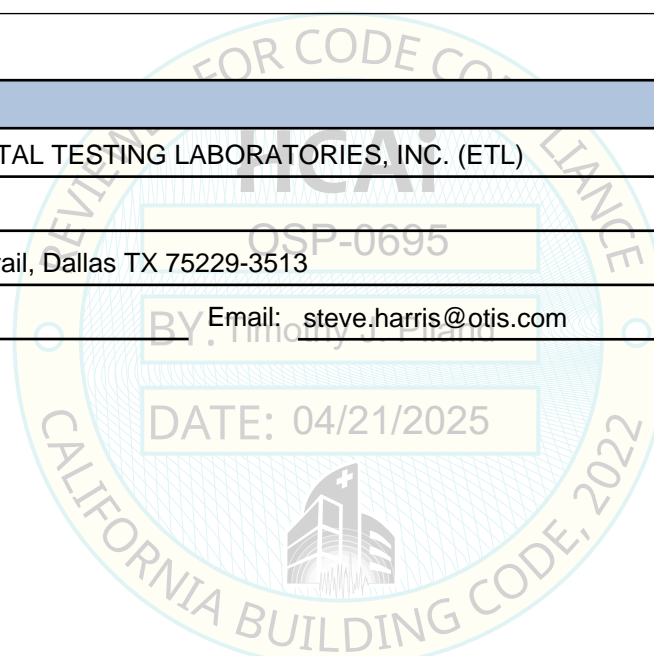 REVIEWED FOR CODE COMPLIANCE
TAL TESTING LABORATORIES, INC. (ETL)
HCAi
OSP-0695
rail, Dallas TX 75229-3513
Email: steve.harris@otis.com
BY: Timothy J. Piland
DATE: 04/21/2025
CALIFORNIA BUILDING CODE, 2022